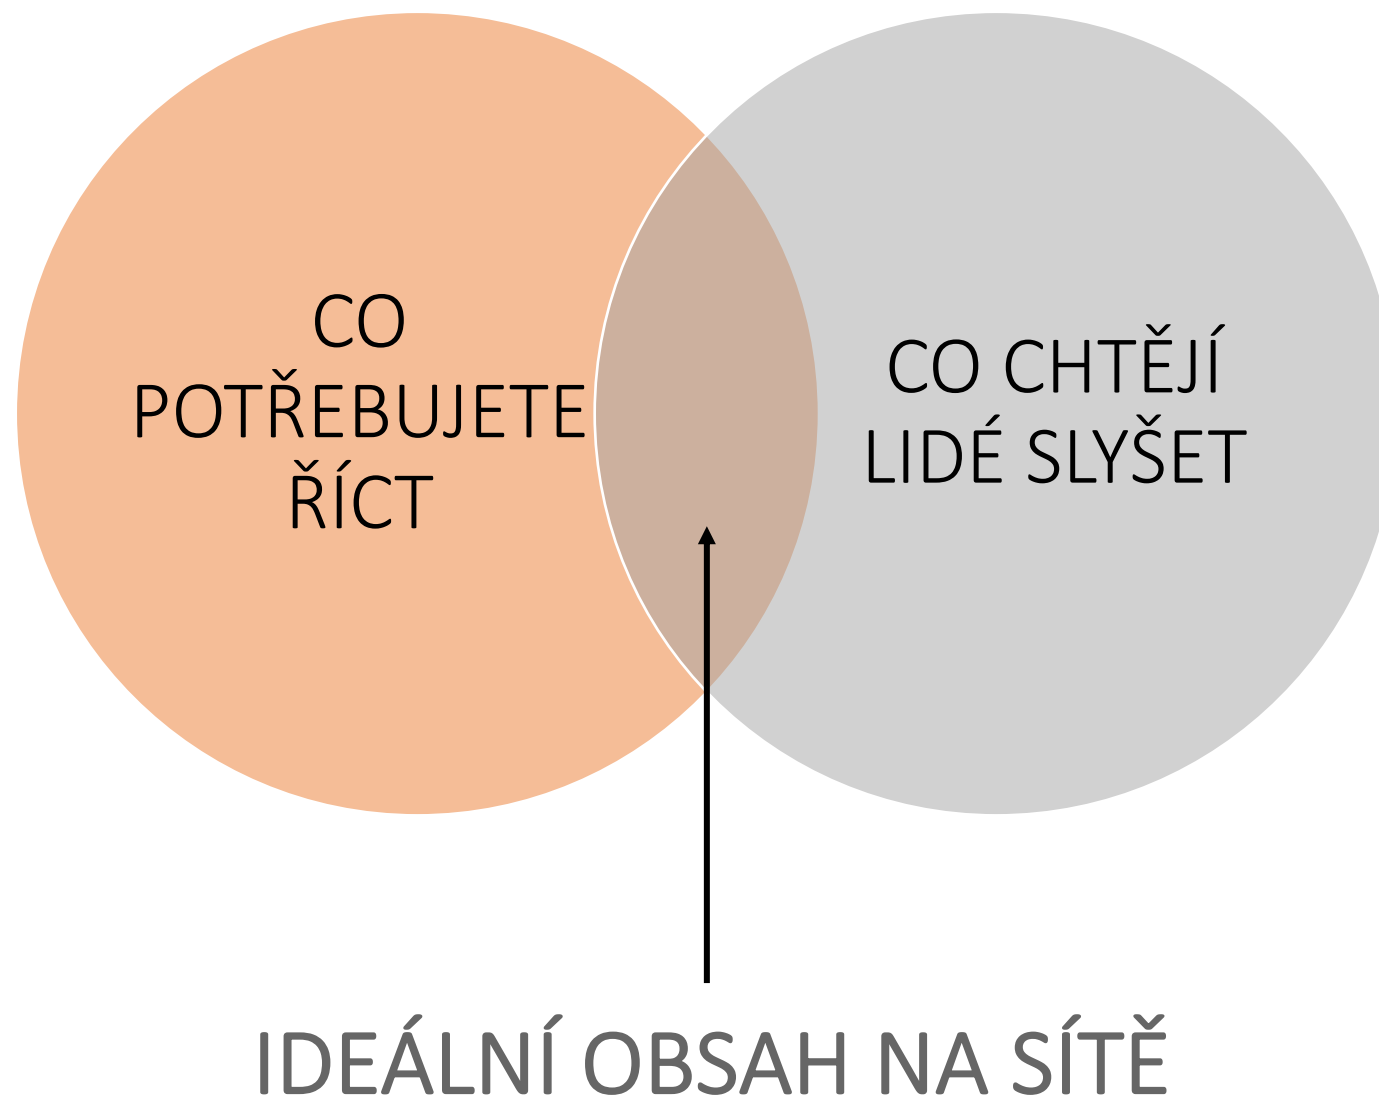 CO
POTŘEBUJETE
ŘÍCT
CO CHTĚJÍ
LIDÉ SLYŠET
IDEÁLNÍ OBSAH NA SÍTĚ